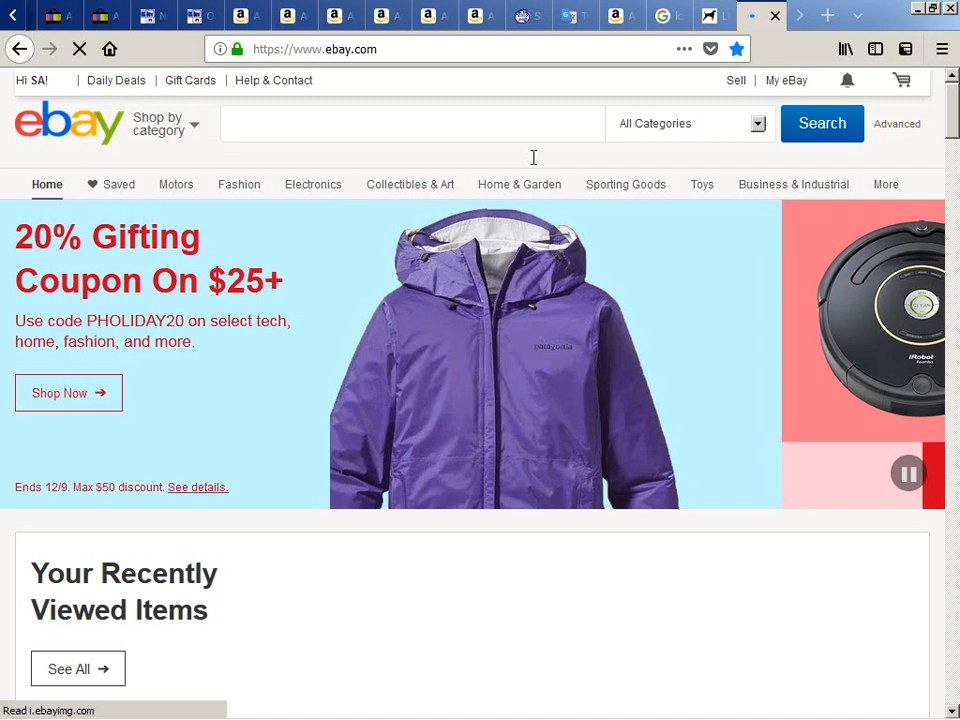 https://www.ebay.com
Hi SA! | Daily Deals | Gift Cards | Help & Contact
Sell | My eBay
ebay
Shop by category
All Categories
Search
Advanced
Home Saved Motors Fashion Electronics Collectibles & Art Home & Garden Sporting Goods Toys Business & Industrial More
20% Gifting
Coupon On $25+
Use code PHOLIDAY20 on select tech,
home, fashion, and more.
Shop Now
patagonia
CLEAN
iRobot
Roomba
Ends 12/9. Max $50 discount. See details.
Your Recently
Viewed Items
See All
Read i.ebayimg.com